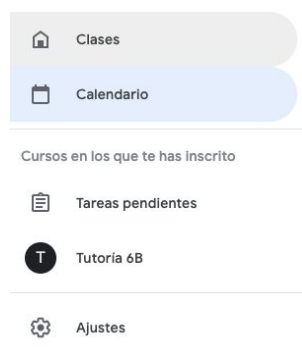 Clases
Calendario
Cursos en los que te has inscrito
Tareas pendientes
T Tutoría 6B
Ajustes